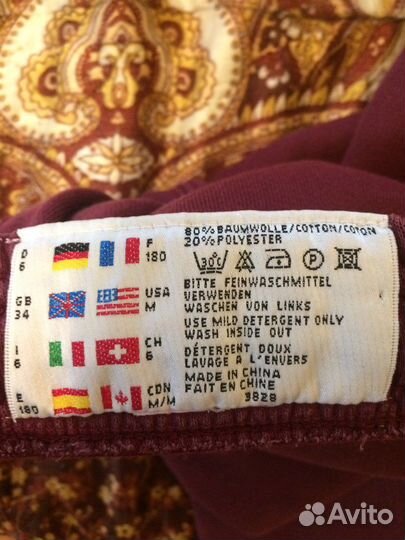 D
6
F
180
GB
34
USA
M
I
6
CH
6
E
180
CDN
M/M
80% BAUMWOLLE/COTTON/COTON
20% POLYESTER
30°
P
BITTE FEINWASCHMITTEL
VERWENDEN
WASCHEN VON LINKS
USE MILD DETERGENT ONLY
WASH INSIDE OUT
DÉTERGENT DOUX
LAVAGE A L'ENVERS
MADE IN CHINA
FAIT EN CHINE
3828
Avito